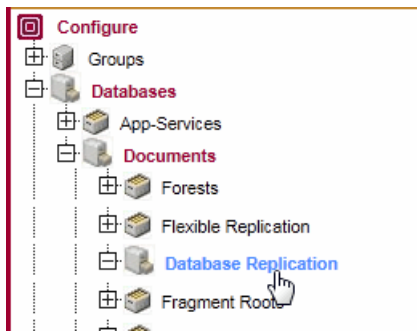 Configure
Groups
Databases
App-Services
Documents
Forests
Flexible Replication
Database Replication
Fragment Roots